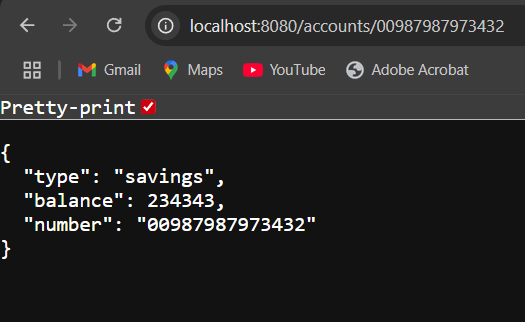 localhost:8080/accounts/00987987973432
Gmail Maps YouTube Adobe Acrobat
Pretty-print
{
"type": "savings",
"balance": 234343,
"number": "00987987973432"
}